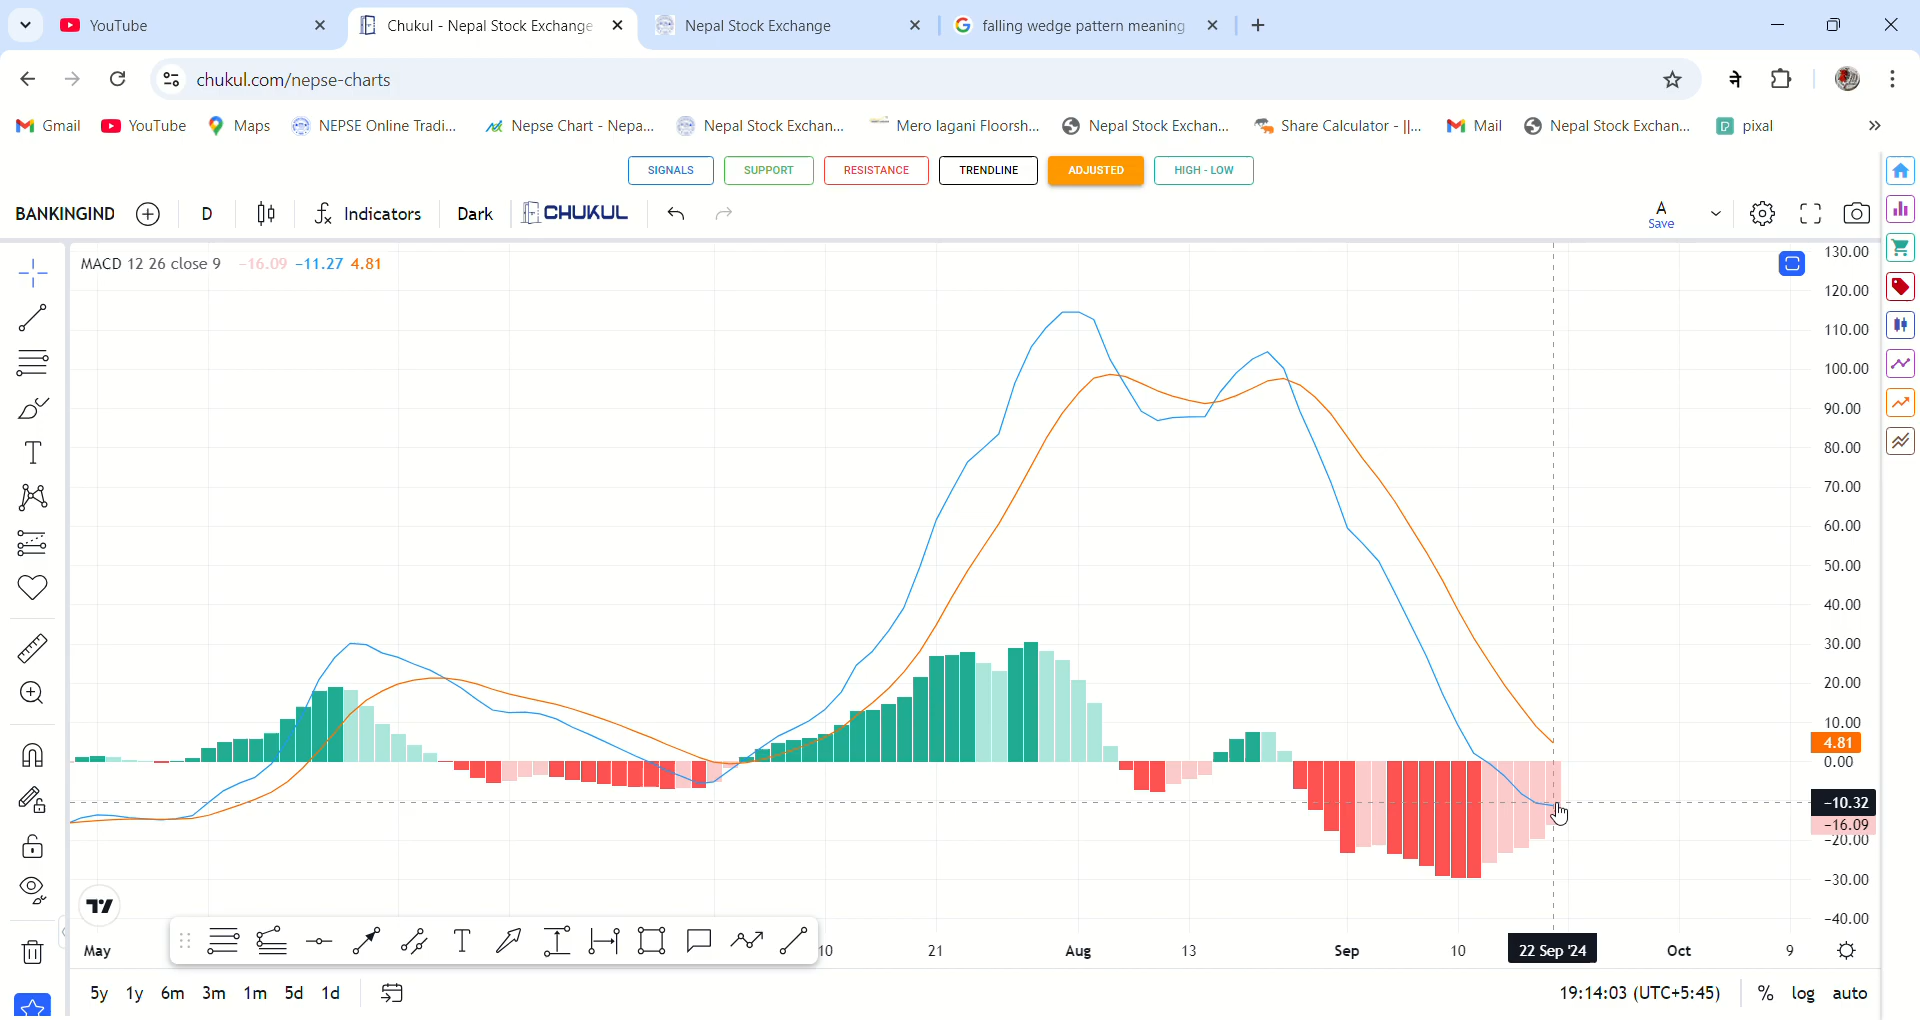 YouTube
Chukul - Nepal Stock Exchange
Nepal Stock Exchange
falling wedge pattern meaning
chukul.com/nepse-charts
ने
Gmail
YouTube
Maps
NEPSE Online Tradi...
Nepse Chart - Nepa...
Nepal Stock Exchan...
Mero lagani Floorsh...
Nepal Stock Exchan...
Share Calculator - ||...
Mail
Nepal Stock Exchan...
pixal
SIGNALS
SUPPORT
RESISTANCE
TRENDLINE
ADJUSTED
HIGH - LOW
BANKINGIND
D
Indicators
Dark
CHUKUL
A
Save
MACD 12 26 close 9 −16.09 −11.27 4.81
130.00
120.00
110.00
100.00
90.00
80.00
70.00
60.00
50.00
40.00
30.00
20.00
10.00
4.81
0.00
−10.32
−16.09
−20.00
−30.00
−40.00
May
10
21
Aug
13
Sep
10
22 Sep '24
Oct
9
5y 1y 6m 3m 1m 5d 1d
19:14:03 (UTC+5:45)
%
log
auto